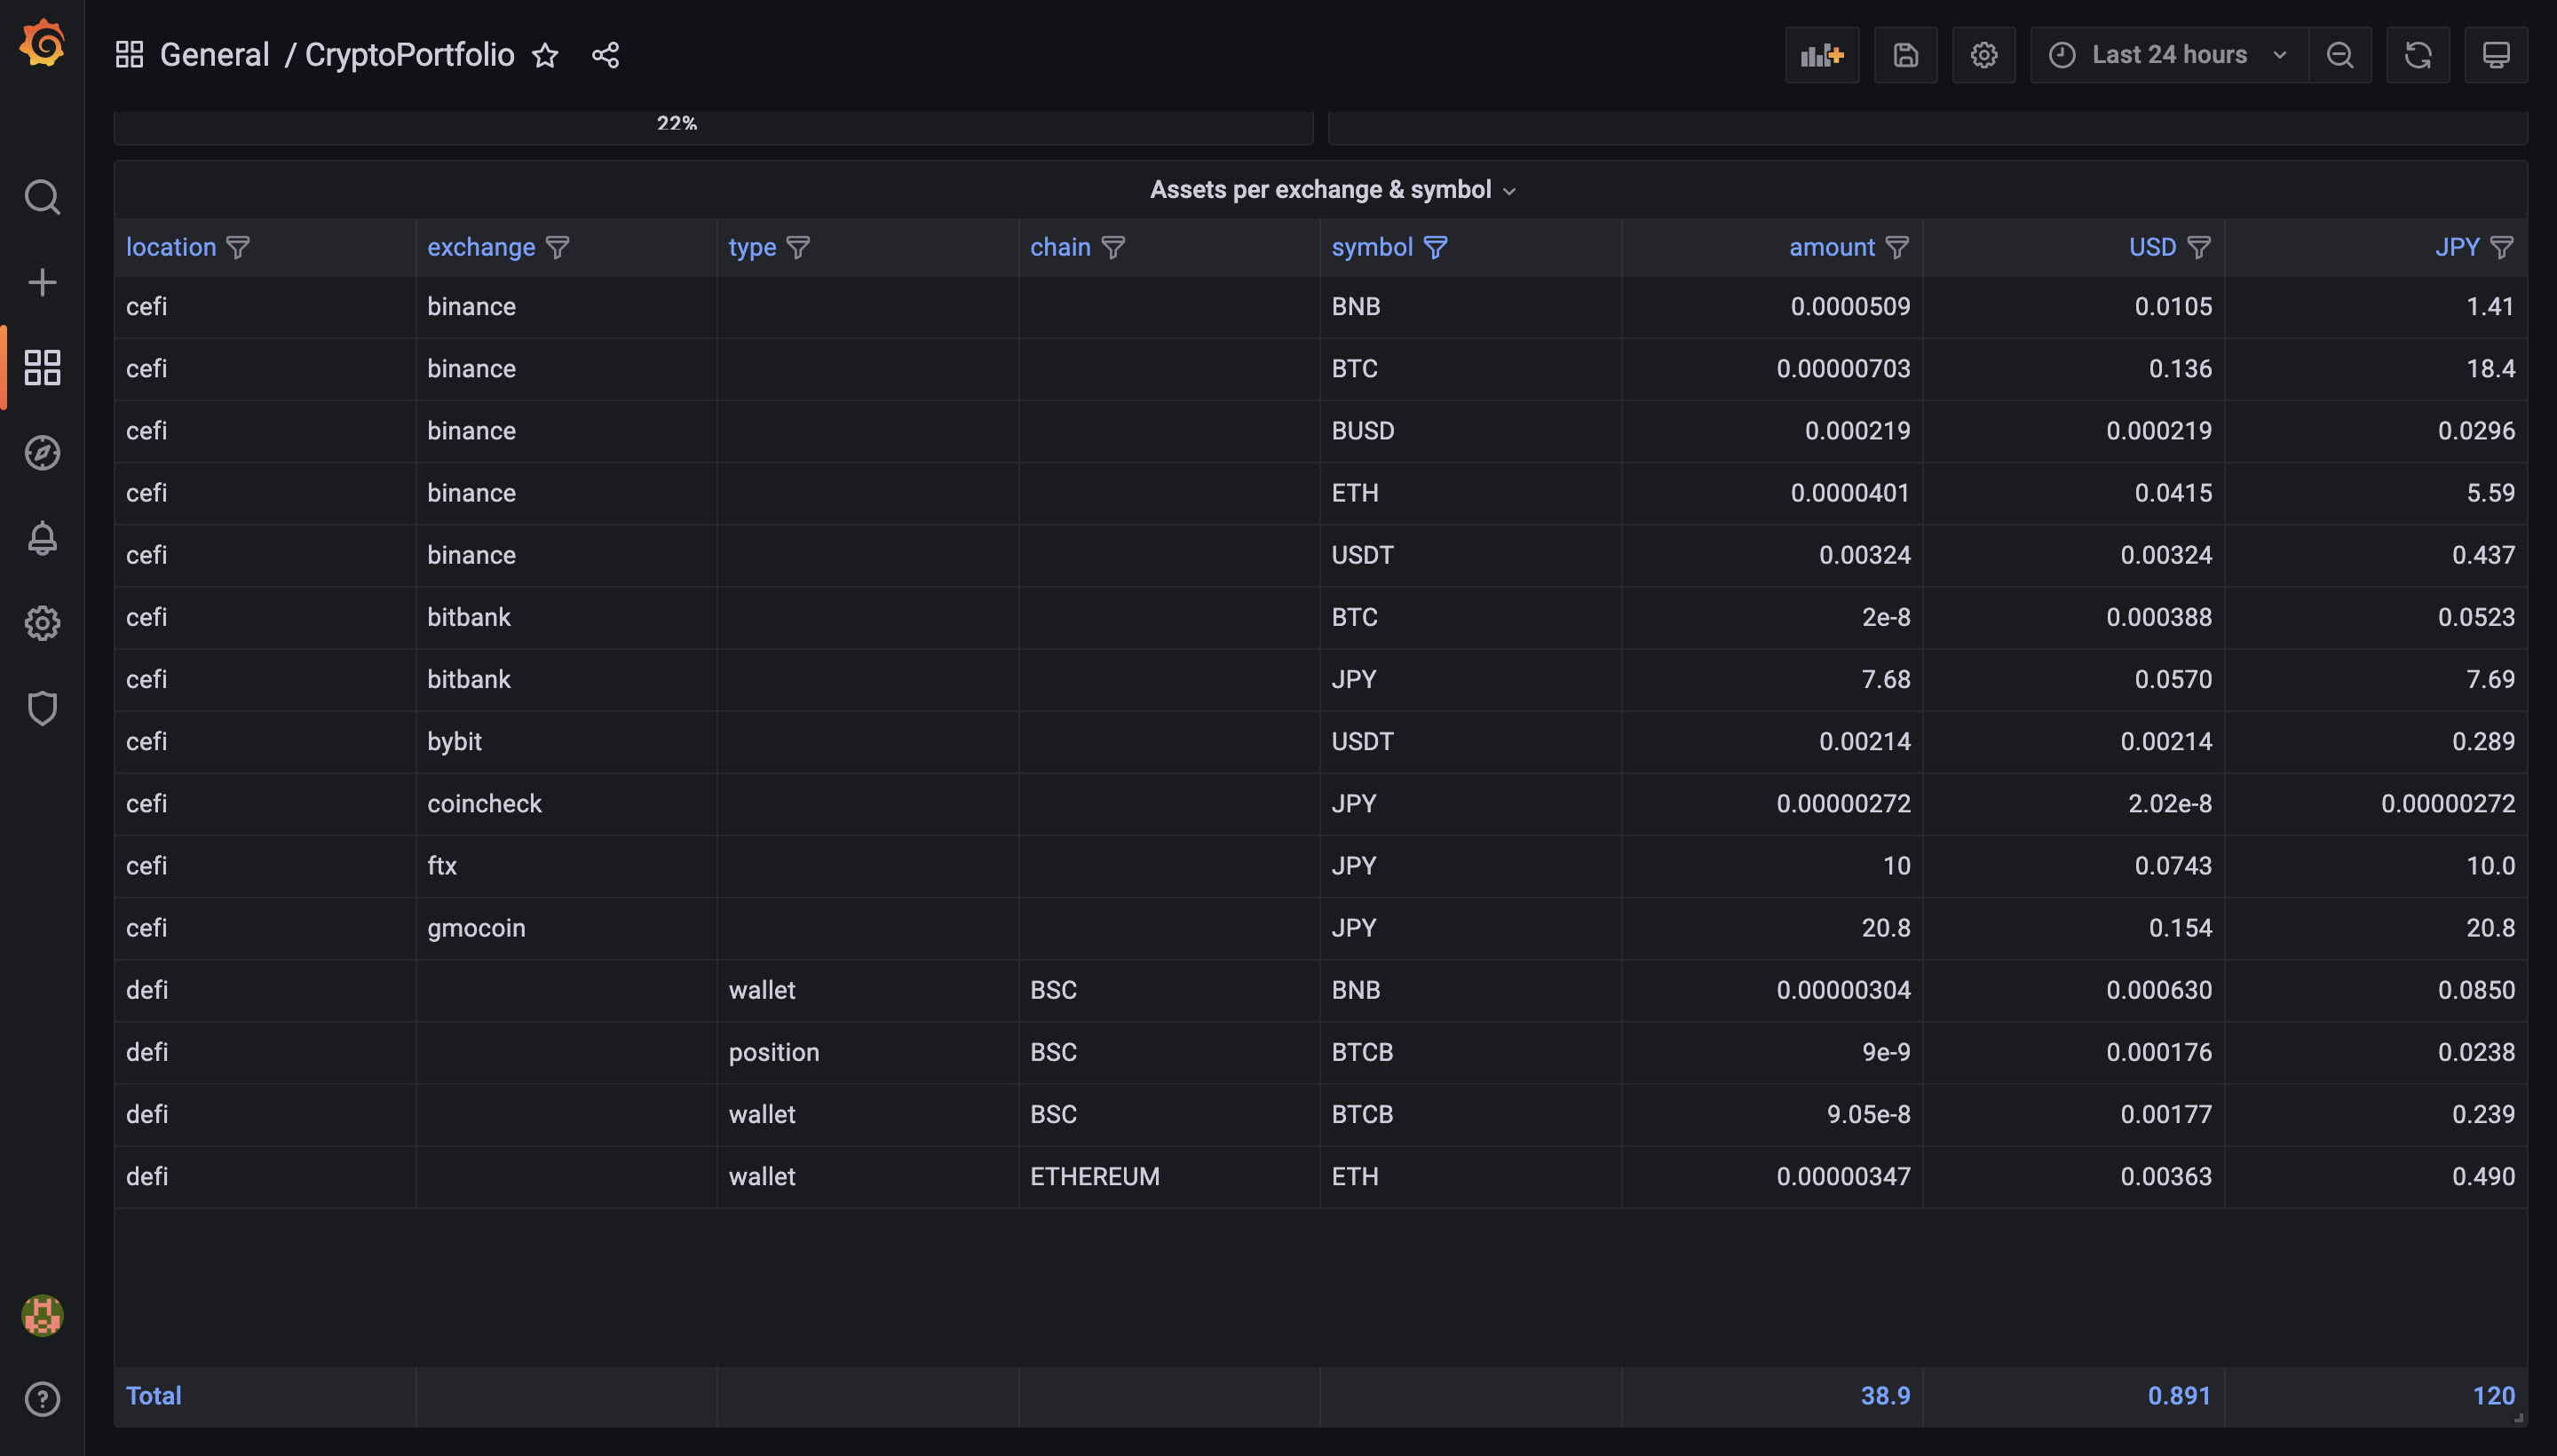 General / CryptoPortfolio
Last 24 hours
22%
Assets per exchange & symbol
location exchange type chain symbol amount USD JPY
cefi binance BNB 0.0000509 0.0105 1.41
cefi binance BTC 0.00000703 0.136 18.4
cefi binance BUSD 0.000219 0.000219 0.0296
cefi binance ETH 0.0000401 0.0415 5.59
cefi binance USDT 0.00324 0.00324 0.437
cefi bitbank BTC 2e-8 0.000388 0.0523
cefi bitbank JPY 7.68 0.0570 7.69
cefi bybit USDT 0.00214 0.00214 0.289
cefi coincheck JPY 0.00000272 2.02e-8 0.00000272
cefi ftx JPY 10 0.0743 10.0
cefi gmocoin JPY 20.8 0.154 20.8
defi wallet BSC BNB 0.00000304 0.000630 0.0850
defi position BSC BTCB 9e-9 0.000176 0.0238
defi wallet BSC BTCB 9.05e-8 0.00177 0.239
defi wallet ETHEREUM ETH 0.00000347 0.00363 0.490
Total 38.9 0.891 120